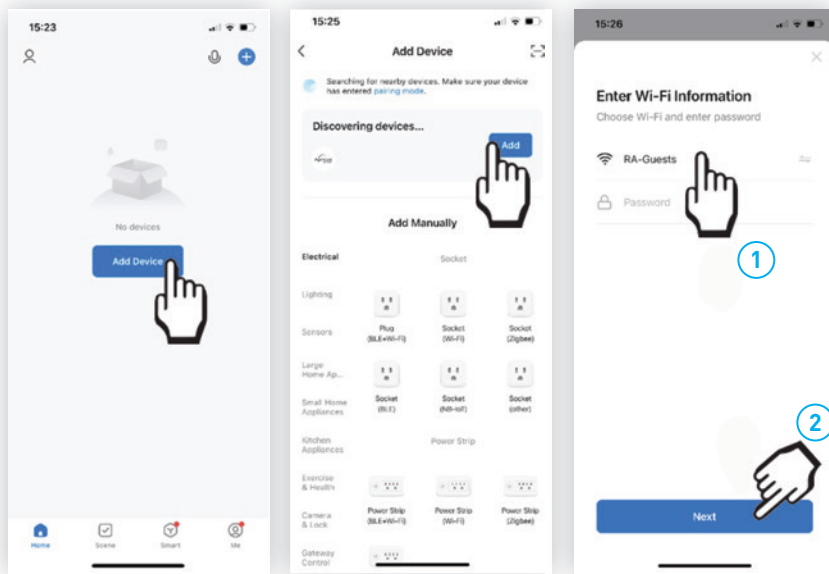 15:23
No devices
Add Device
Home
Scene
Smart
Me
15:25
Add Device
Searching for nearby devices. Make sure your device
has entered pairing mode.
Discovering devices...
Add
Add Manually
Electrical
Socket
Lighting
Sensors
Plug
(BLE+Wi-Fi)
Socket
(Wi-Fi)
Socket
(Zigbee)
Large
Home Ap...
Small Home
Appliances
Socket
(BLE)
Socket
(NB-IoT)
Socket
(other)
Kitchen
Appliances
Power Strip
Exercise
& Health
Camera
& Lock
Power Strip
(BLE+Wi-Fi)
Power Strip
(Wi-Fi)
Power Strip
(Zigbee)
Gateway
Control
15:26
Enter Wi-Fi Information
Choose Wi-Fi and enter password
RA-Guests
Password
1
2
Next